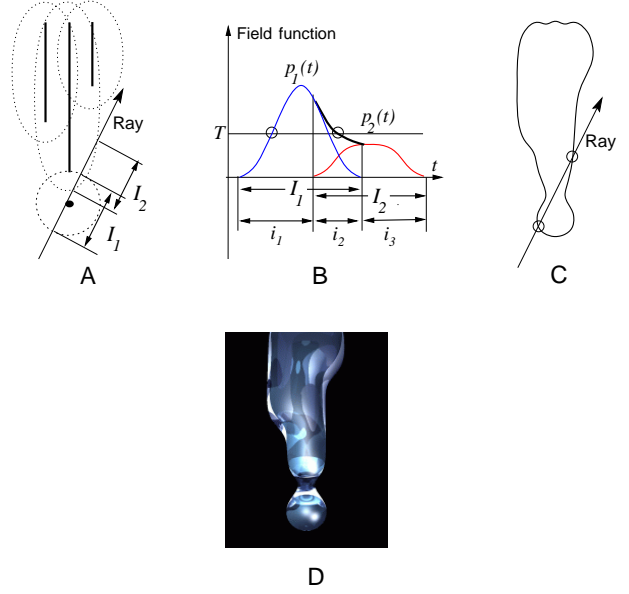 Ray
I2
I1
A
Field function
p1(t)
p2(t)
T
t
I1
I2
i1
i2
i3
B
Ray
C
D